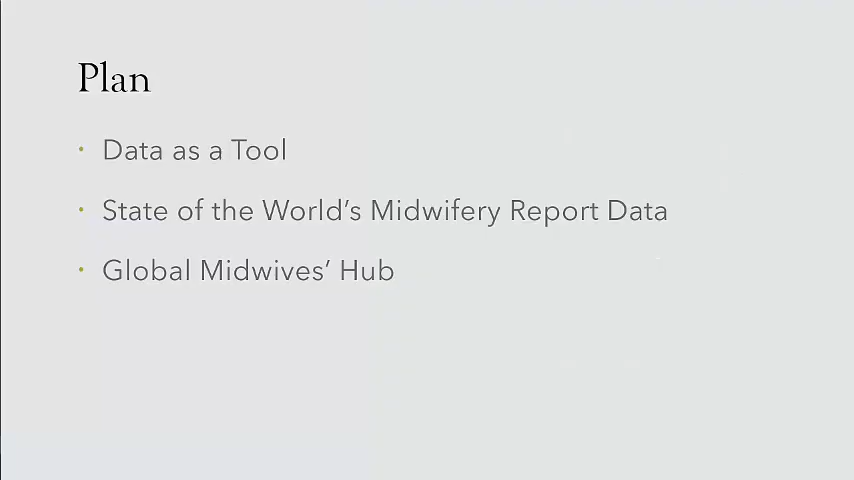 Plan
• Data as a Tool
• State of the World’s Midwifery Report Data
• Global Midwives’ Hub